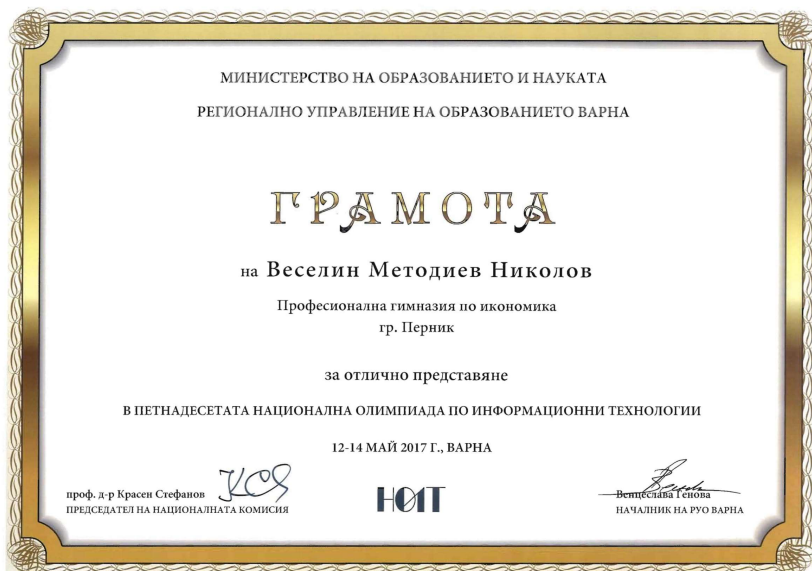 МИНИСТЕРСТВО НА ОБРАЗОВАНИЕТО И НАУКАТА
РЕГИОНАЛНО УПРАВЛЕНИЕ НА ОБРАЗОВАНИЕТО ВАРНА
ГРАМОТА
на Веселин Методиев Николов
Професионална гимназия по икономика
гр. Перник
за отлично представяне
В ПЕТНАДЕСЕТАТА НАЦИОНАЛНА ОЛИМПИАДА ПО ИНФОРМАЦИОННИ ТЕХНОЛОГИИ
12-14 МАЙ 2017 Г., ВАРНА
проф. д-р Красен Стефанов
ПРЕДСЕДАТЕЛ НА НАЦИОНАЛНАТА КОМИСИЯ
НОИТ
Венцеслава Генова
НАЧАЛНИК НА РУО ВАРНА